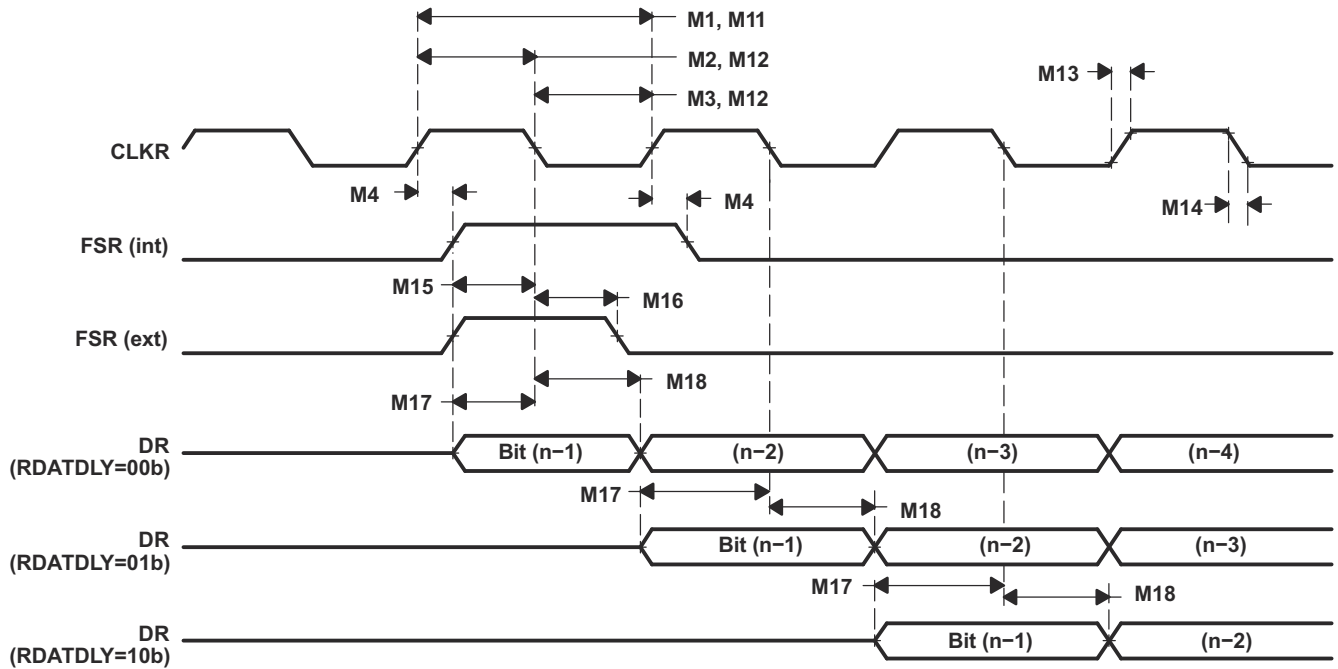 M1, M11
M2, M12
M13
M3, M12
CLKR
M4
M4
M14
FSR (int)
M15
M16
FSR (ext)
M18
M17
DR
(RDATDLY=00b)
Bit (n−1)
(n−2)
(n−3)
(n−4)
M17
M18
DR
(RDATDLY=01b)
Bit (n−1)
(n−2)
(n−3)
M17
M18
DR
(RDATDLY=10b)
Bit (n−1)
(n−2)